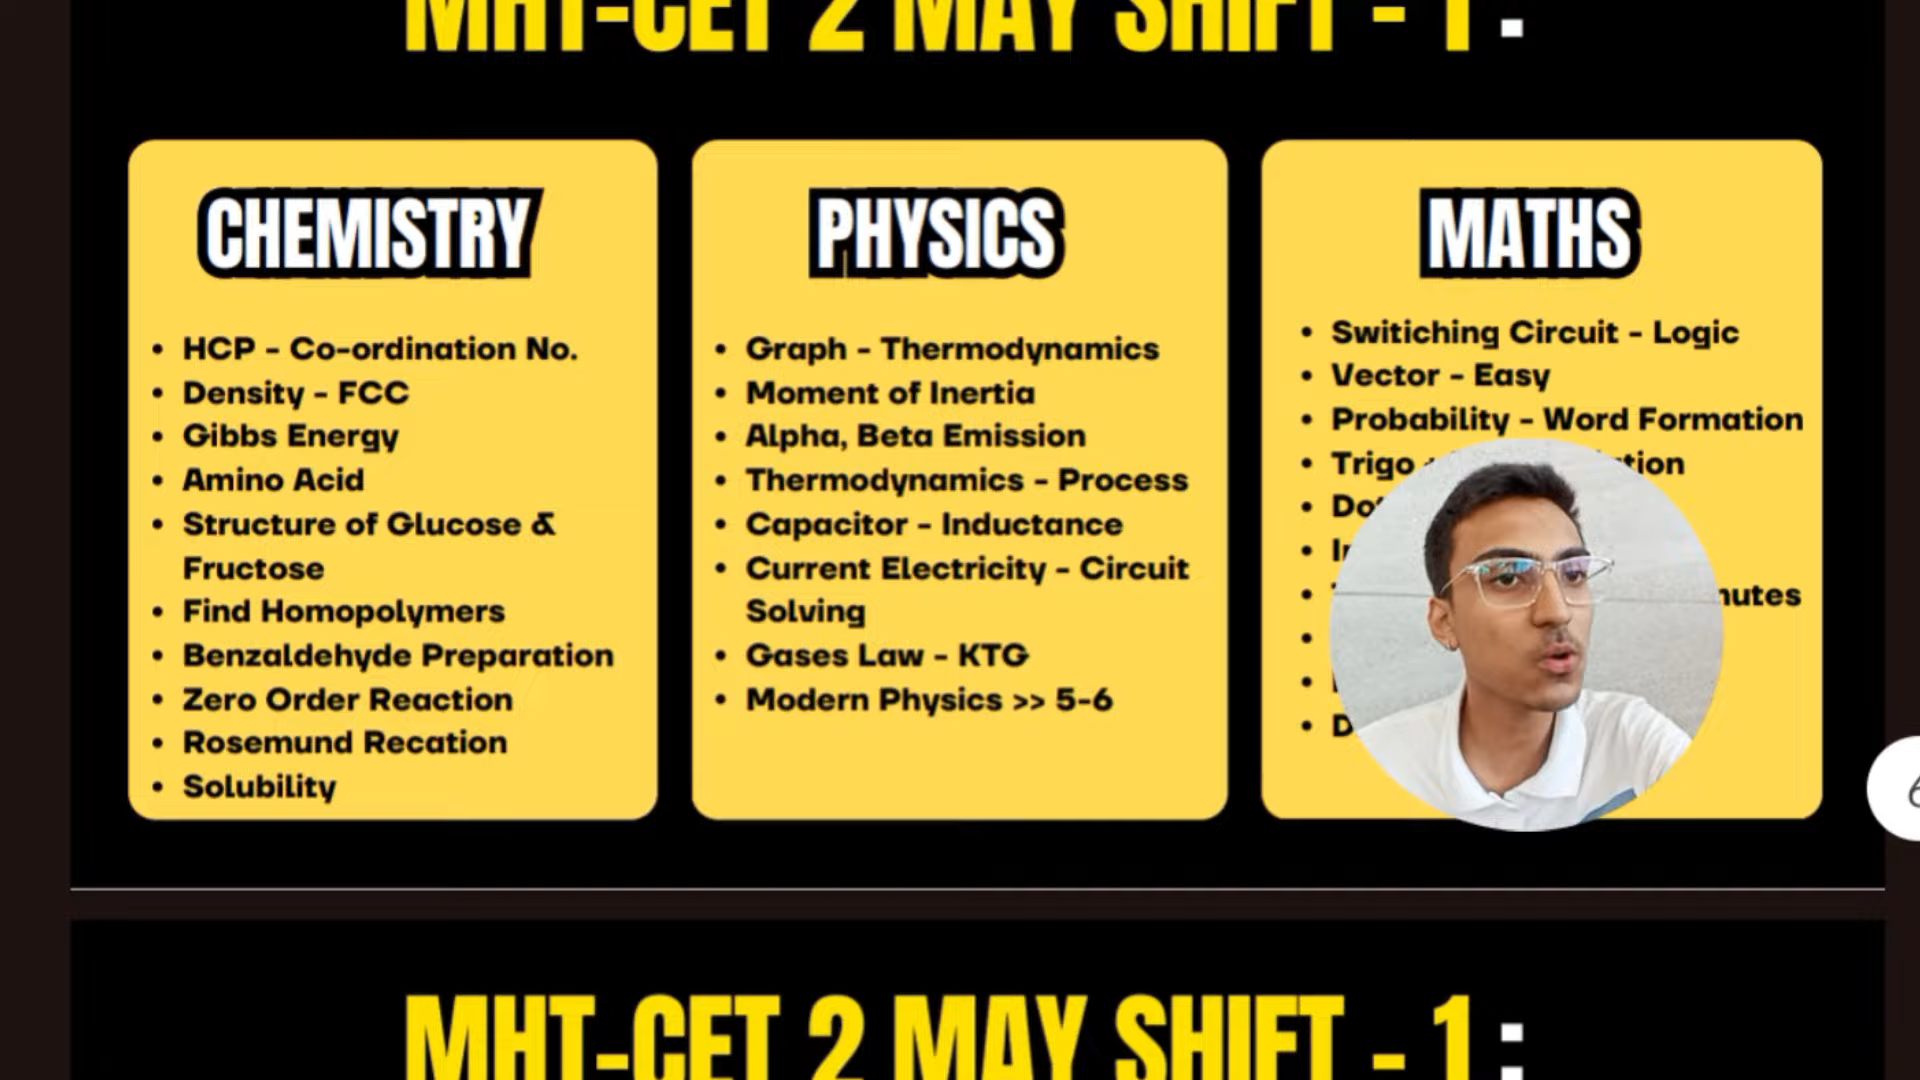 MHT-CET 2 MAY SHIFT - 1 :
CHEMISTRY
• HCP - Co-ordination No.
• Density - FCC
• Gibbs Energy
• Amino Acid
• Structure of Glucose &
Fructose
• Find Homopolymers
• Benzaldehyde Preparation
• Zero Order Reaction
• Rosemund Recation
• Solubility
PHYSICS
• Graph - Thermodynamics
• Moment of Inertia
• Alpha, Beta Emission
• Thermodynamics - Process
• Capacitor - Inductance
• Current Electricity - Circuit
Solving
• Gases Law - KTG
• Modern Physics >> 5-6
MATHS
• Switiching Circuit - Logic
• Vector - Easy
• Probability - Word Formation
• Trigo
MHT-CET 2 MAY SHIFT - 1 :